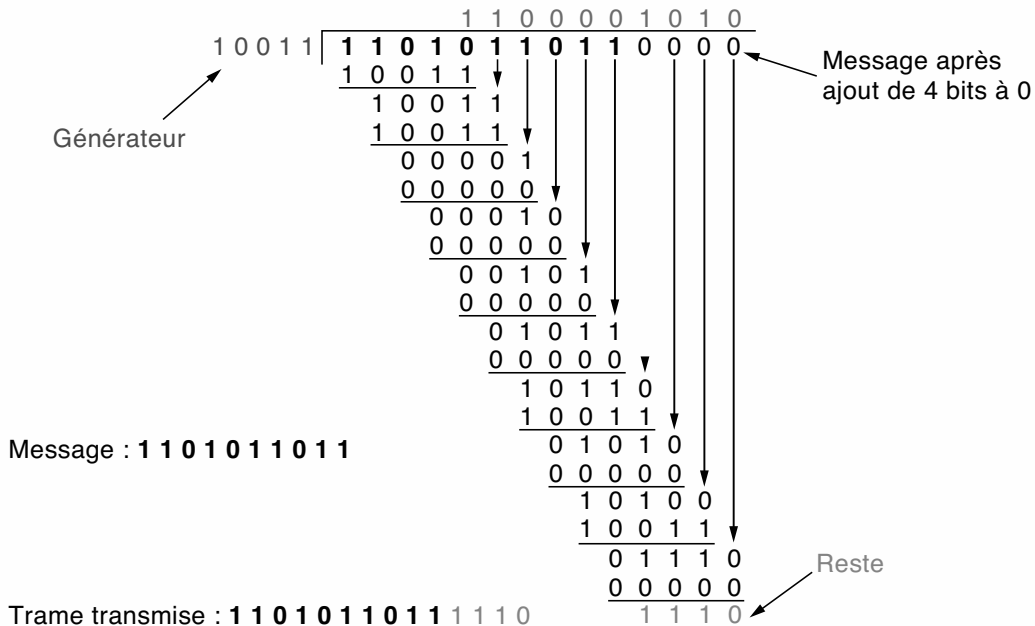 1 1 0 0 0 0 1 0 1 0
1 0 0 1 1 1 1 0 1 0 1 1 0 1 1 0 0 0 0
Message après
ajout de 4 bits à 0
1 0 0 1 1
1 0 0 1 1
Générateur
1 0 0 1 1
0 0 0 0 1
0 0 0 0 0
0 0 0 1 0
0 0 0 0 0
0 0 1 0 1
0 0 0 0 0
0 1 0 1 1
0 0 0 0 0
1 0 1 1 0
1 0 0 1 1
0 1 0 1 0
Message : 1 1 0 1 0 1 1 0 1 1
0 0 0 0 0
1 0 1 0 0
1 0 0 1 1
0 1 1 1 0
Reste
0 0 0 0 0
Trame transmise : 1 1 0 1 0 1 1 0 1 1 1 1 1 0
1 1 1 0